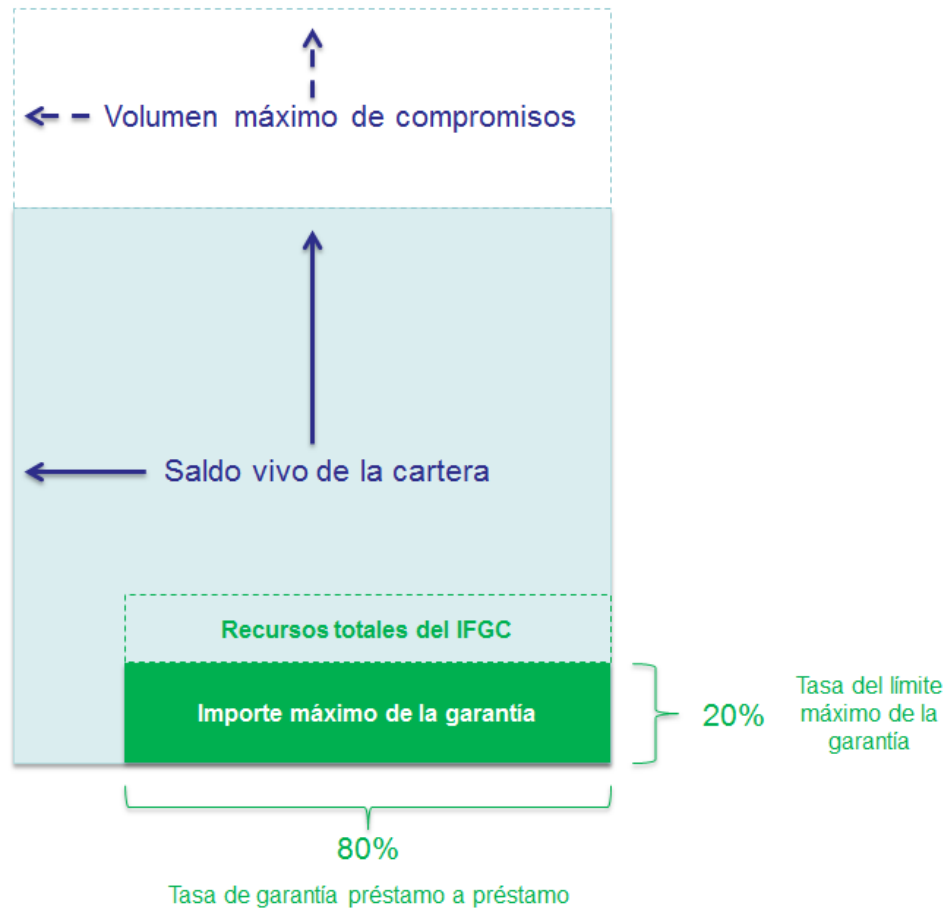 Volumen máximo de compromisos
Saldo vivo de la cartera
Recursos totales del IFGC
Importe máximo de la garantía
20%
Tasa del límite
máximo de la
garantía
80%
Tasa de garantía préstamo a préstamo